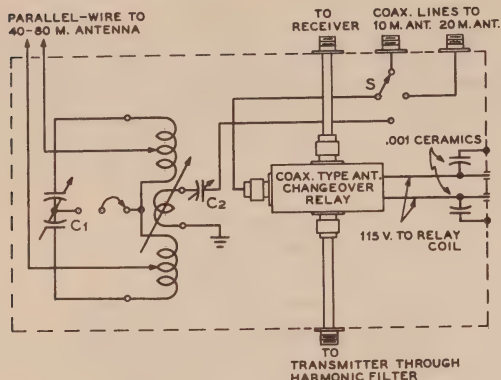 PARALLEL-WIRE TO
40-80 M. ANTENNA
TO
RECEIVER
COAX. LINES TO
10 M. ANT. 20 M. ANT.
S
.001 CERAMICS
COAX. TYPE ANT.
CHANGEOVER
RELAY
C2
C1
115 V. TO RELAY
COIL
TO
TRANSMITTER THROUGH
HARMONIC FILTER